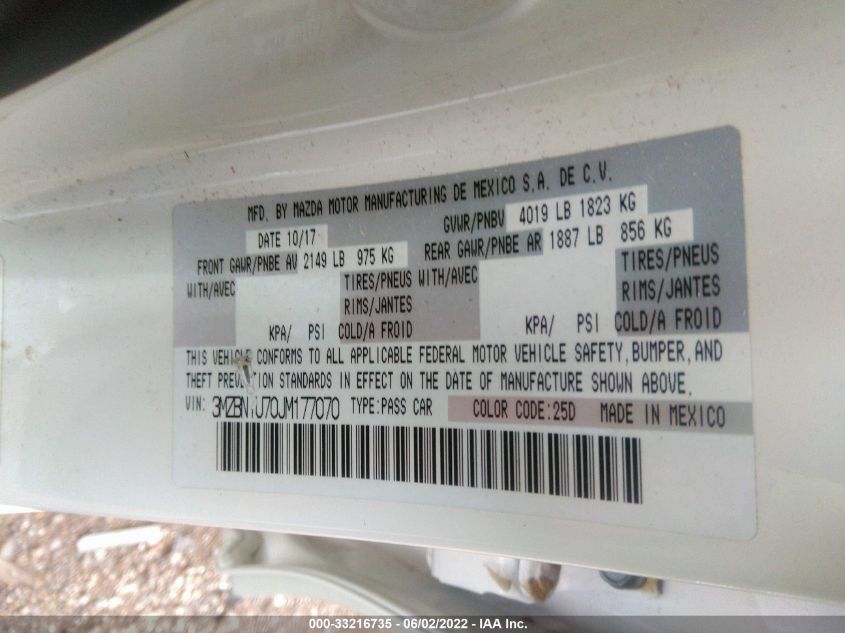 MFD. BY MAZDA MOTOR MANUFACTURING DE MEXICO S.A. DE C.V.
DATE 10/17 GVWR/PNBV 4019 LB 1823 KG
FRONT GAWR/PNBE AV 2149 LB 975 KG REAR GAWR/PNBE AR 1887 LB 856 KG
WITH/AVEC TIRES/PNEUS WITH/AVEC TIRES/PNEUS
RIMS/JANTES RIMS/JANTES
KPA/ PSI COLD/A FROID KPA/ PSI COLD/A FROID
THIS VEHICLE CONFORMS TO ALL APPLICABLE FEDERAL MOTOR VEHICLE SAFETY, BUMPER, AND
THEFT PREVENTION STANDARDS IN EFFECT ON THE DATE OF MANUFACTURE SHOWN ABOVE.
VIN: 3MZBN1U70JM177070 TYPE:PASS CAR COLOR CODE:25D MADE IN MEXICO
000-33216735 - 06/02/2022 - IAA Inc.